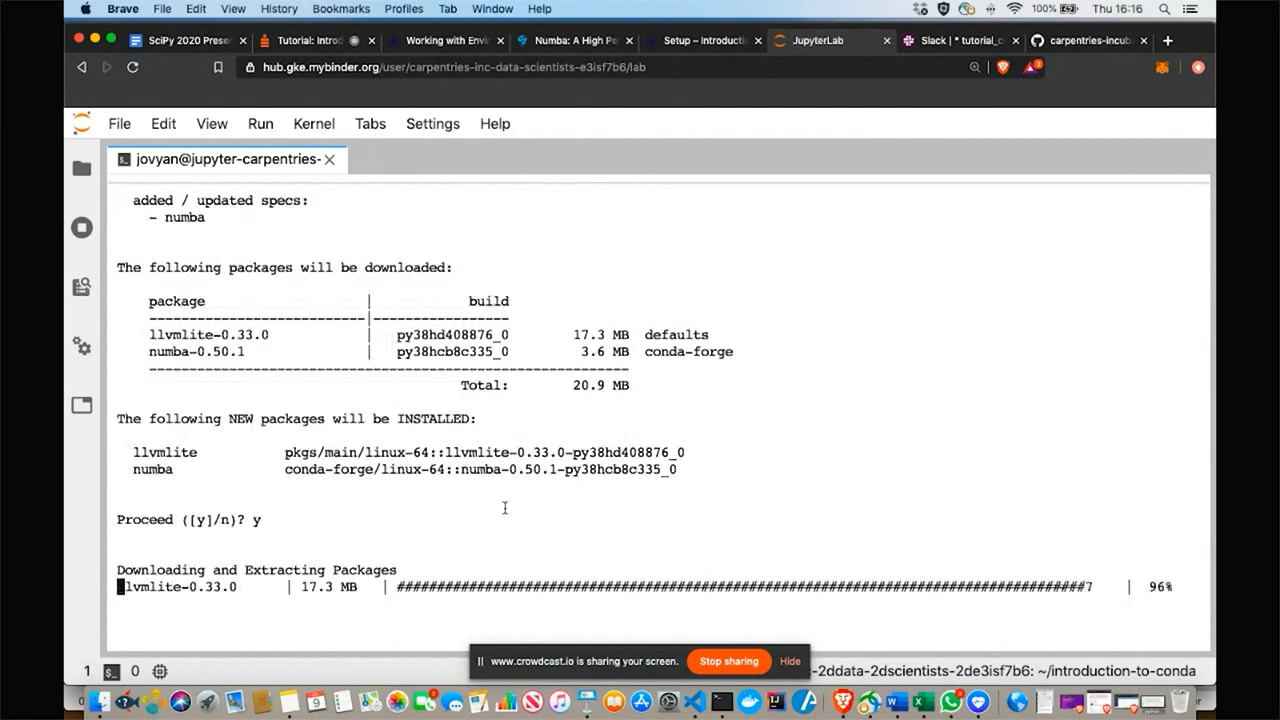 Brave File Edit View History Bookmarks Profiles Tab Window Help 100% Thu 16:16
SciPy 2020 Prese Tutorial: Introd Working with Envir Numba: A High Pe Setup – Introductio JupyterLab Slack | * tutorial_c carpentries-incub
hub.gke.mybinder.org/user/carpentries-inc-data-scientists-e3isf7b6/lab
File Edit View Run Kernel Tabs Settings Help
jovyan@jupyter-carpentries-
added / updated specs:
- numba
The following packages will be downloaded:
package | build
---------------------------|-----------------
llvmlite-0.33.0 | py38hd408876_0 17.3 MB defaults
numba-0.50.1 | py38hcb8c335_0 3.6 MB conda-forge
------------------------------------------------------------
Total: 20.9 MB
The following NEW packages will be INSTALLED:
llvmlite pkgs/main/linux-64::llvmlite-0.33.0-py38hd408876_0
numba conda-forge/linux-64::numba-0.50.1-py38hcb8c335_0
Proceed ([y]/n)? y
Downloading and Extracting Packages
llvmlite-0.33.0 | 17.3 MB | ######################################################################################7 | 96%
www.crowdcast.io is sharing your screen. Stop sharing Hide
1 0 -2ddata-2dscientists-2de3isf7b6: ~/introduction-to-conda